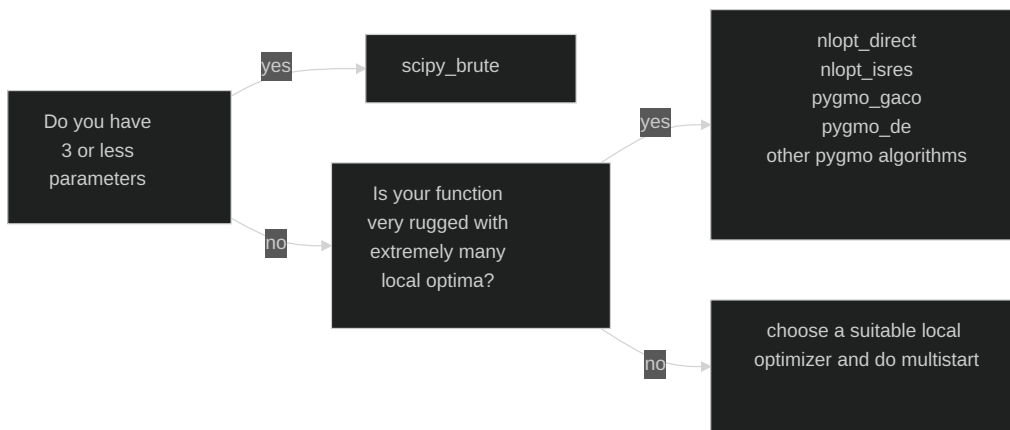 Do you have
3 or less
parameters
yes
scipy_brute
no
Is your function
very rugged with
extremely many
local optima?
yes
nlopt_direct
nlopt_isres
pygmo_gaco
pygmo_de
other pygmo algorithms
no
choose a suitable local
optimizer and do multistart